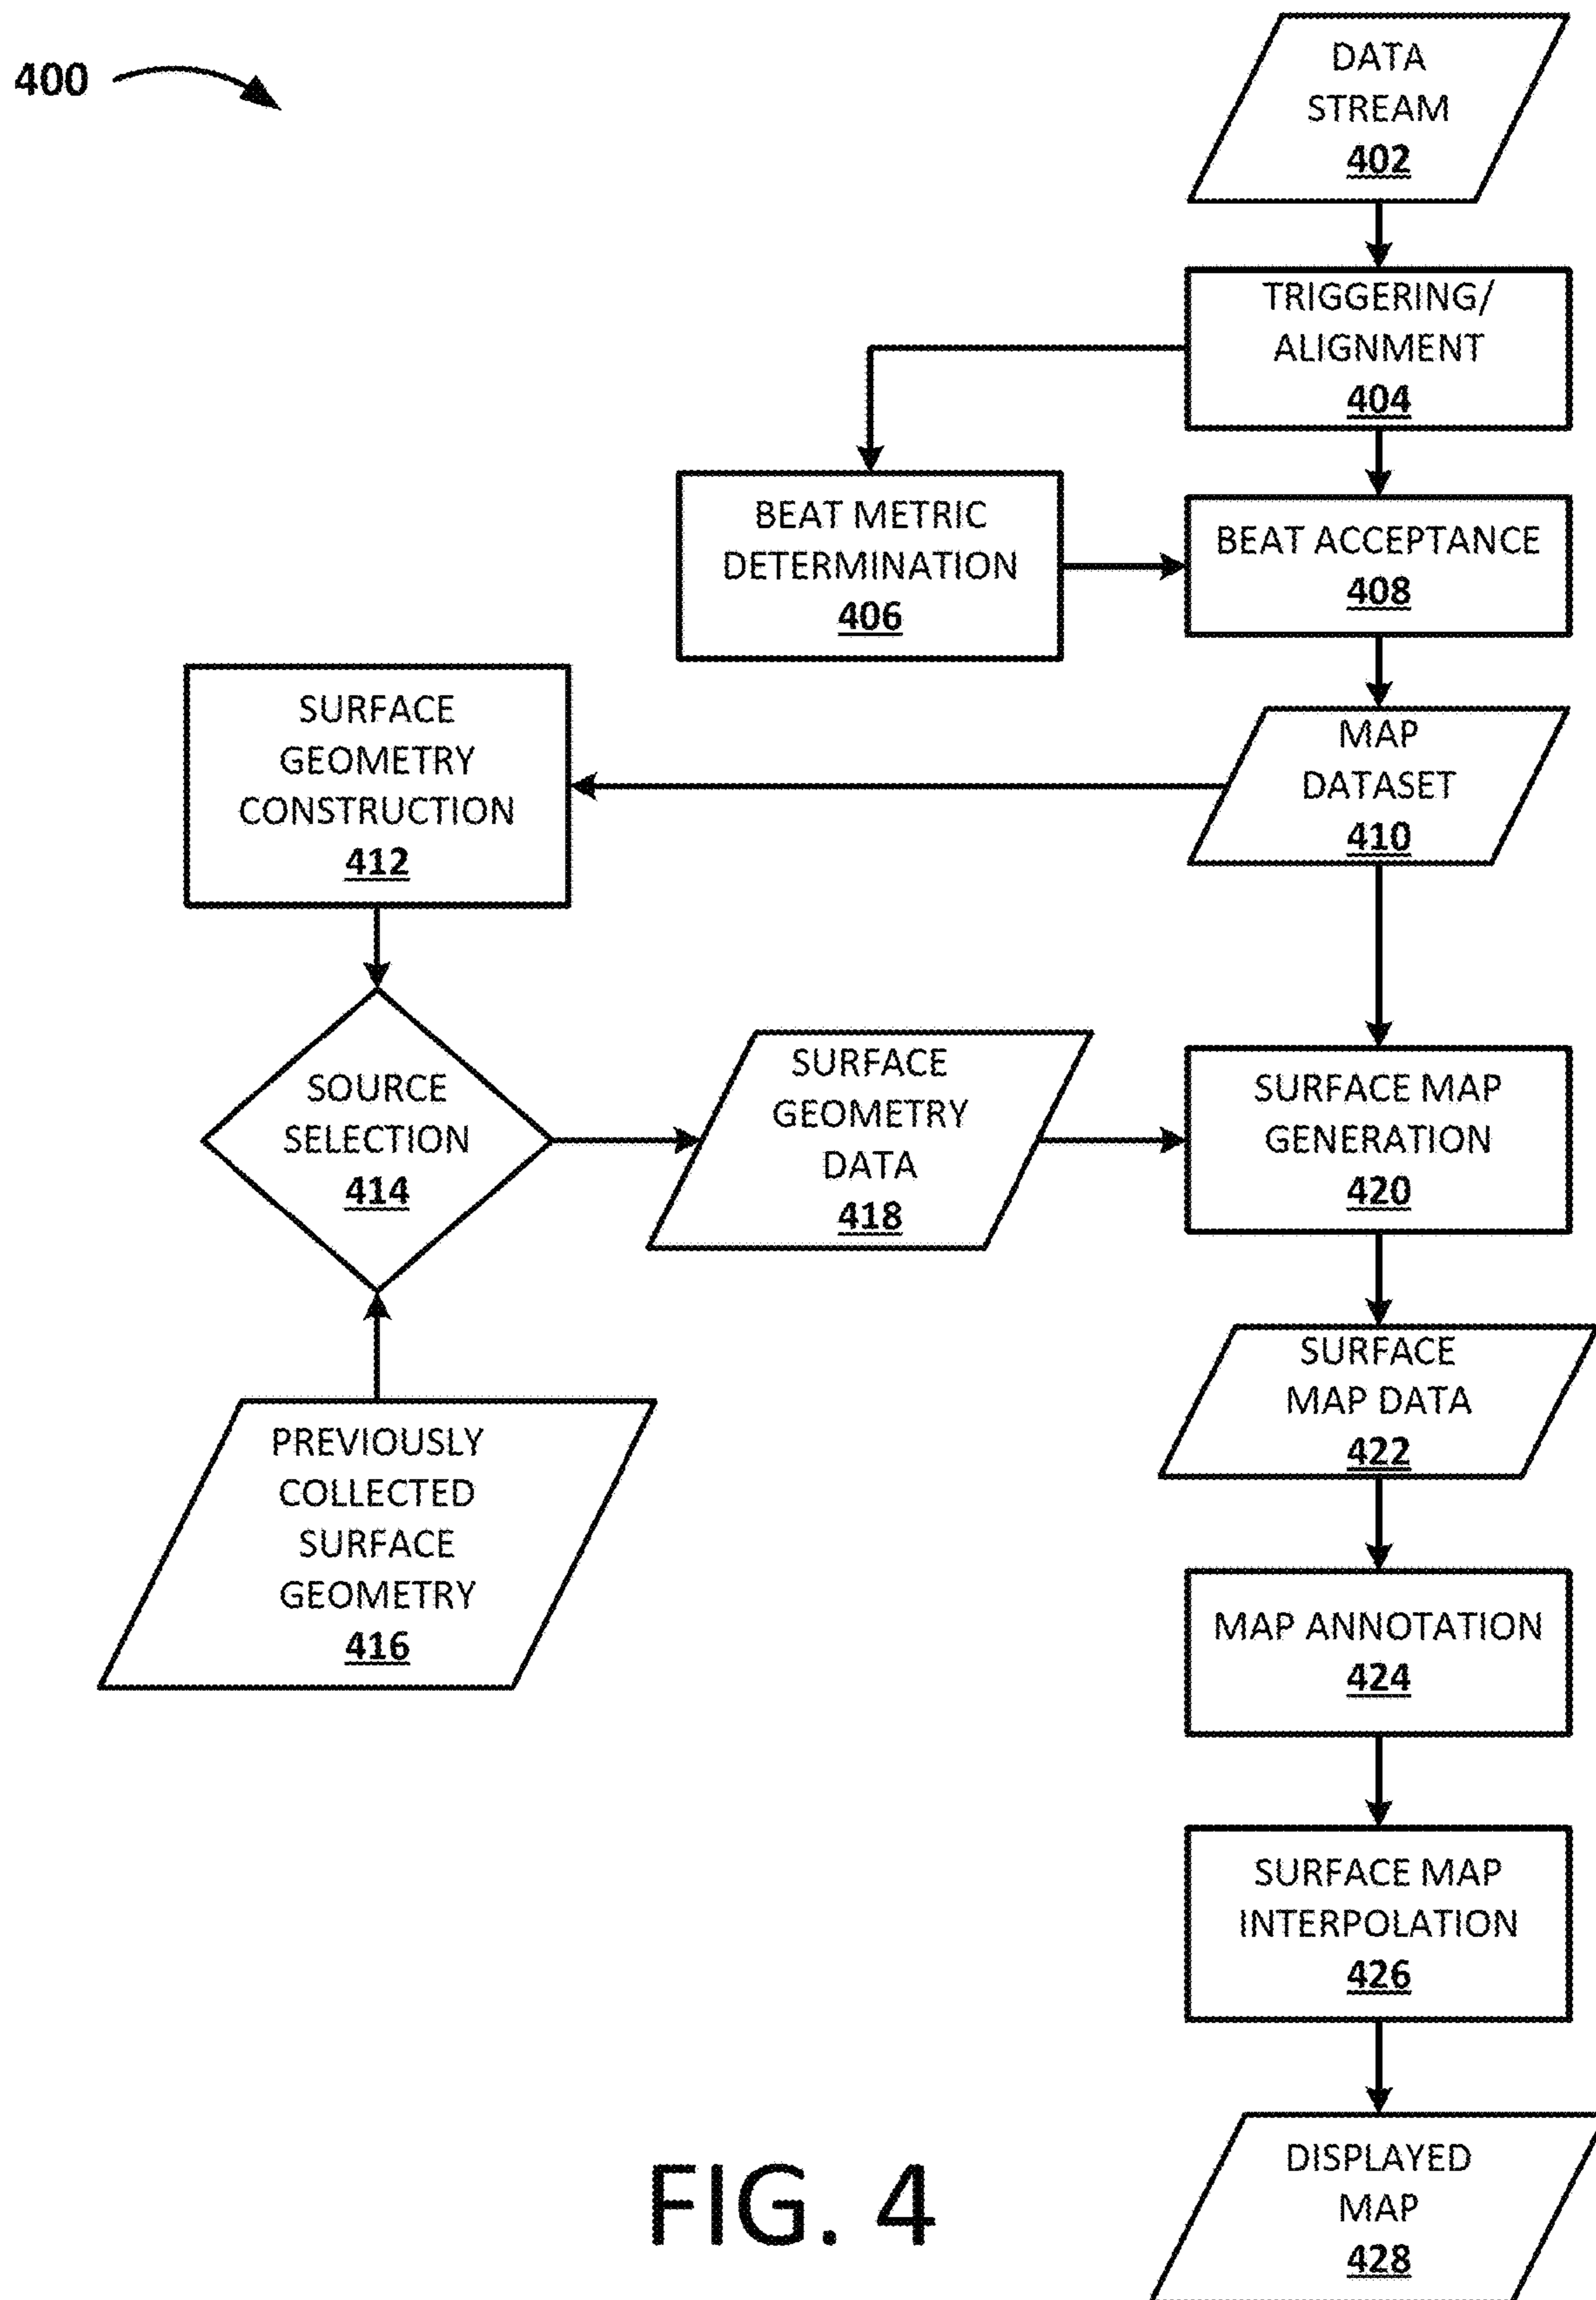 400
DATA
STREAM
402
TRIGGERING/
ALIGNMENT
404
BEAT METRIC
DETERMINATION
406
BEAT ACCEPTANCE
408
SURFACE
GEOMETRY
CONSTRUCTION
412
MAP
DATASET
410
SOURCE
SELECTION
414
SURFACE
GEOMETRY
DATA
418
SURFACE MAP
GENERATION
420
PREVIOUSLY
COLLECTED
SURFACE
GEOMETRY
416
SURFACE
MAP DATA
422
MAP ANNOTATION
424
SURFACE MAP
INTERPOLATION
426
DISPLAYED
MAP
428
FIG. 4